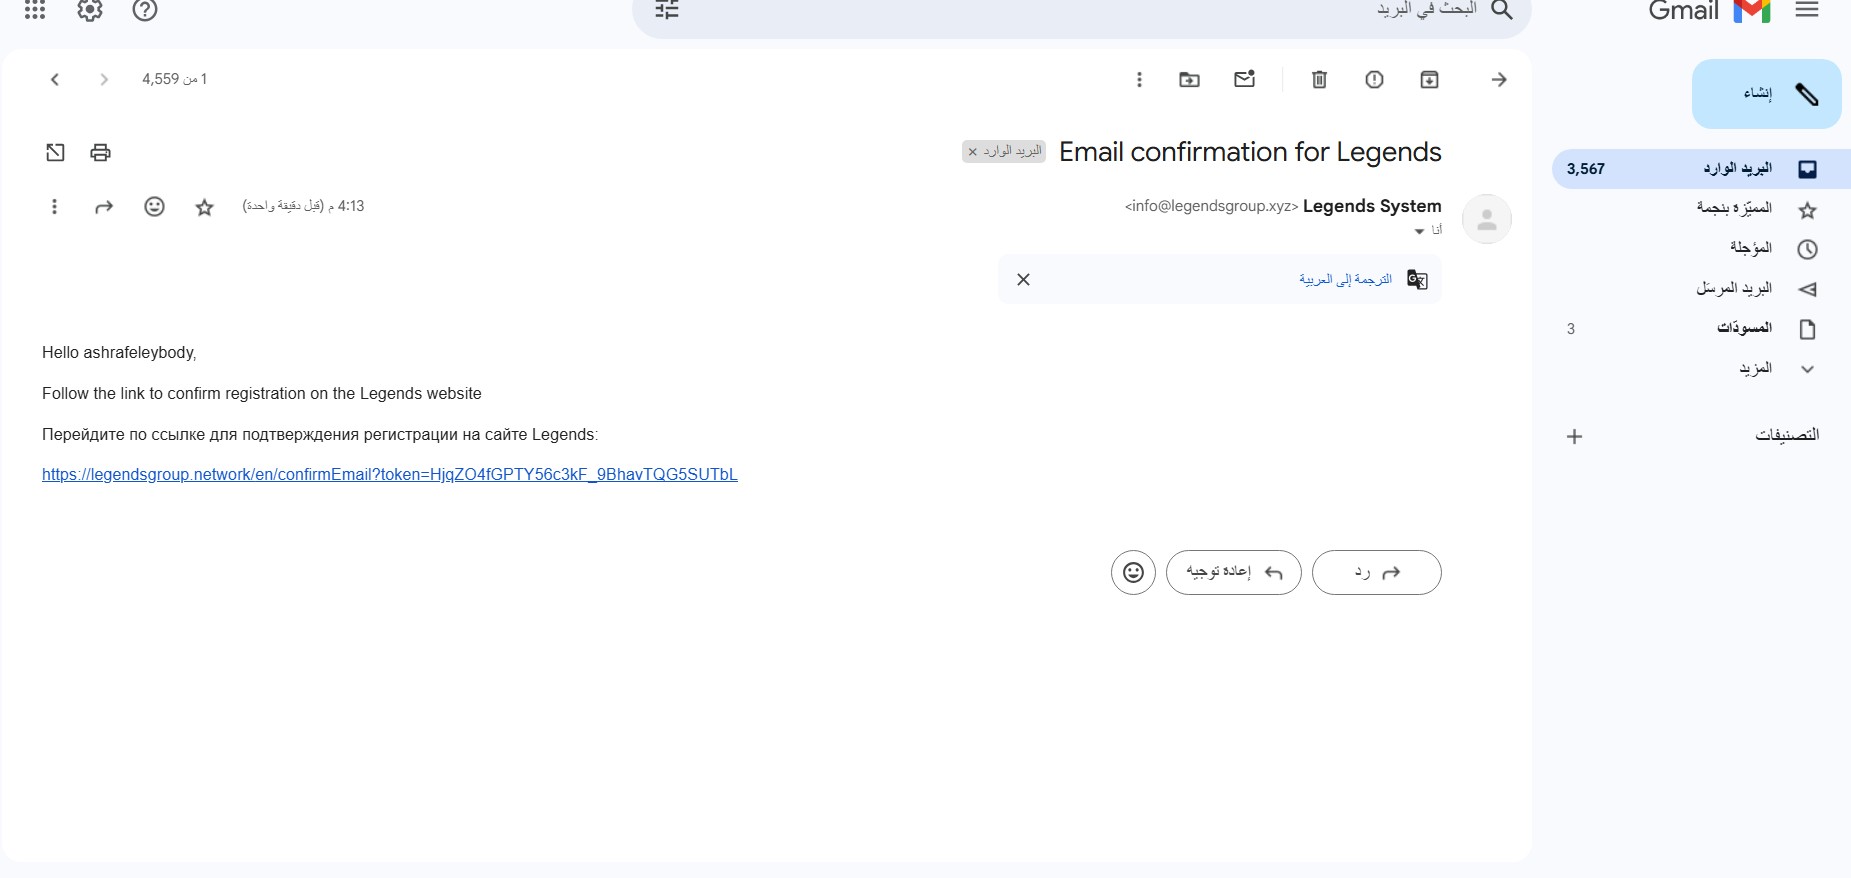 Gmail
البحث في البريد
إنشاء
البريد الوارد 3,567
المميّزة بنجمة
المؤجلة
البريد المرسَل
المسودّات 3
المزيد
التصنيفات
1 من 4,559
Email confirmation for Legends
البريد الوارد ×
Legends System <info@legendsgroup.xyz>
4:13 م (قبل دقيقة واحدة)
أنا
الترجمة إلى العربية
Hello ashrafeleybody,
Follow the link to confirm registration on the Legends website
Перейдите по ссылке для подтверждения регистрации на сайте Legends:
https://legendsgroup.network/en/confirmEmail?token=HjqZO4fGPTY56c3kF_9BhavTQG5SUTbL
رد
إعادة توجيه